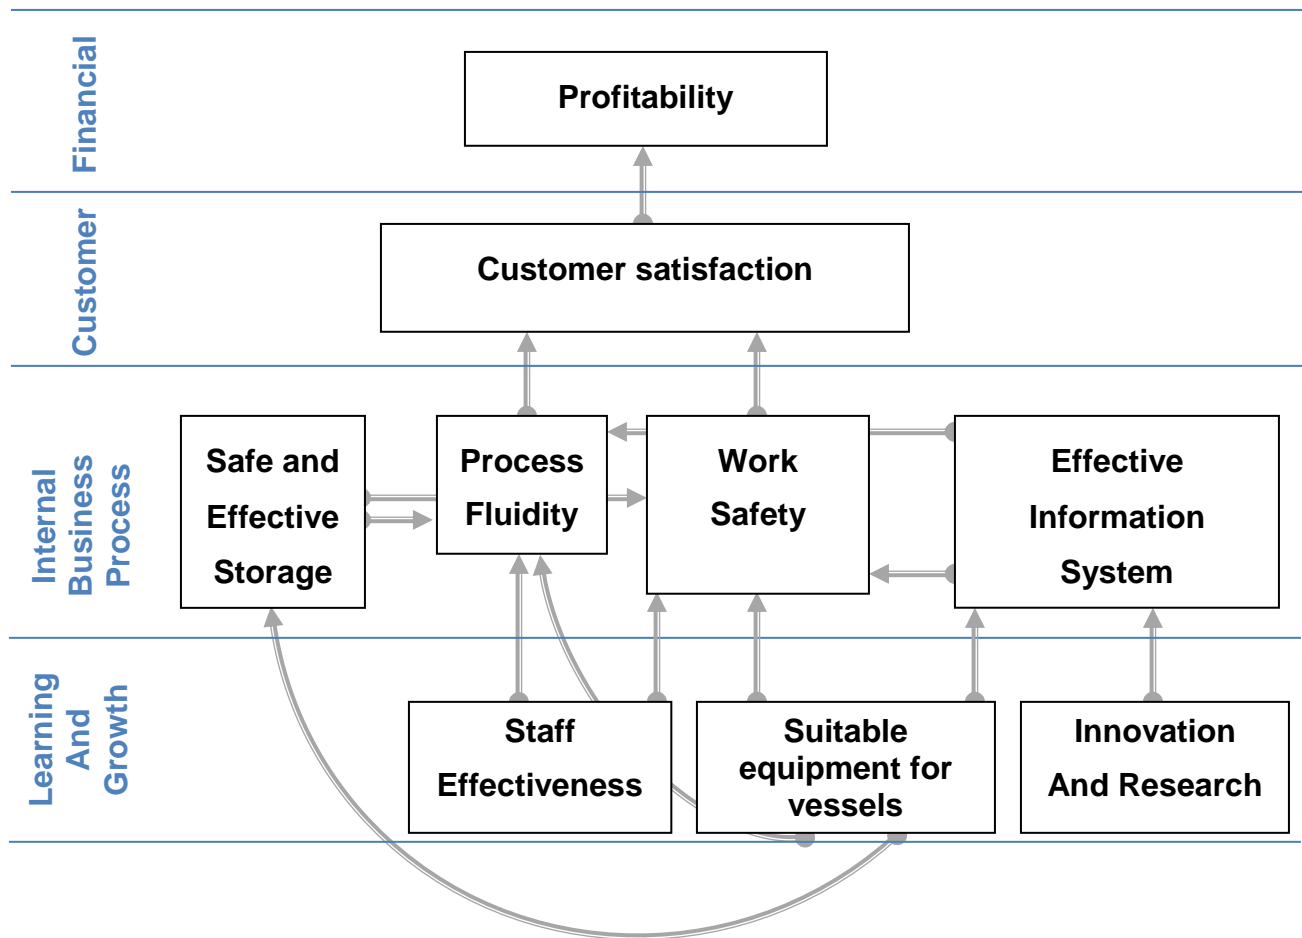 Financial
Profitability
Customer
Customer satisfaction
Internal
Business
Process
Safe and
Effective
Storage
Process
Fluidity
Work
Safety
Effective
Information
System
Learning
And
Growth
Staff
Effectiveness
Suitable
equipment for
vessels
Innovation
And Research